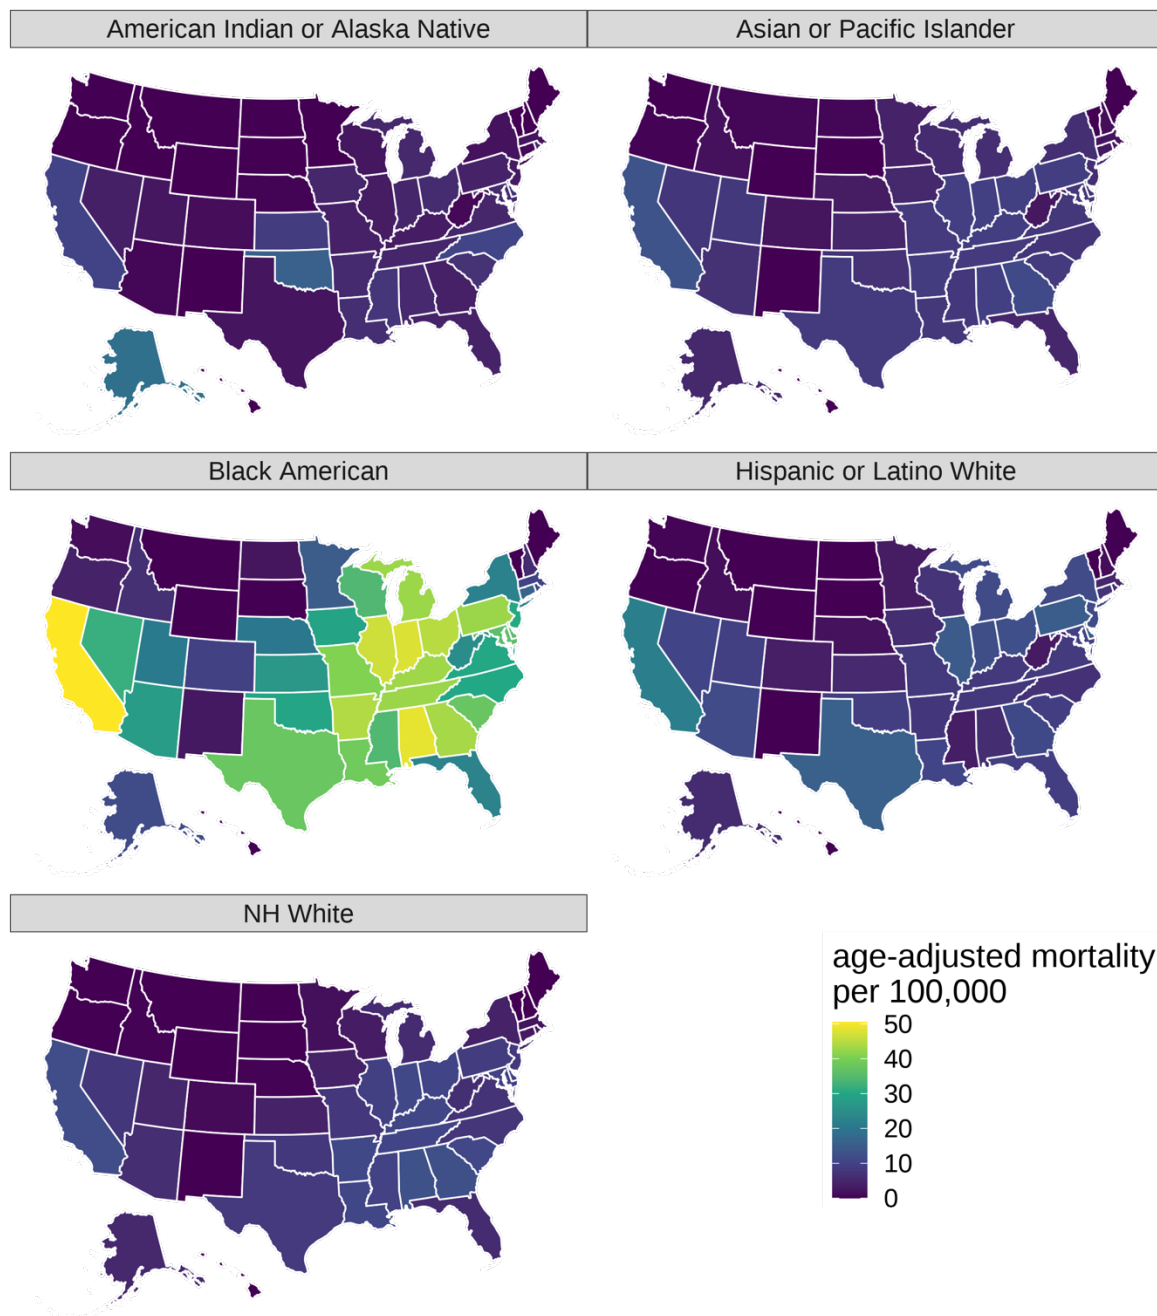 American Indian or Alaska Native
Asian or Pacific Islander
Black American
Hispanic or Latino White
NH White
age-adjusted mortality
per 100,000
50
40
30
20
10
0